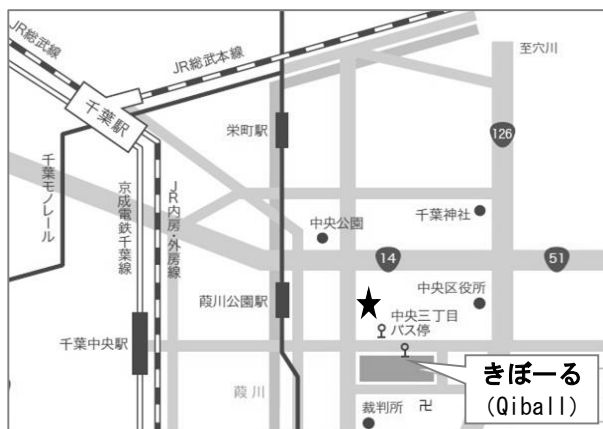 JR総武線
JR総武本線
至穴川
千葉駅
栄町駅
126
千葉モノレール
京成電鉄千葉線
JR内房・外房線
千葉神社
中央公園
14
51
葭川公園駅
中央区役所
中央三丁目
バス停
千葉中央駅
葭川
裁判所
きぼーる
(Qiball)